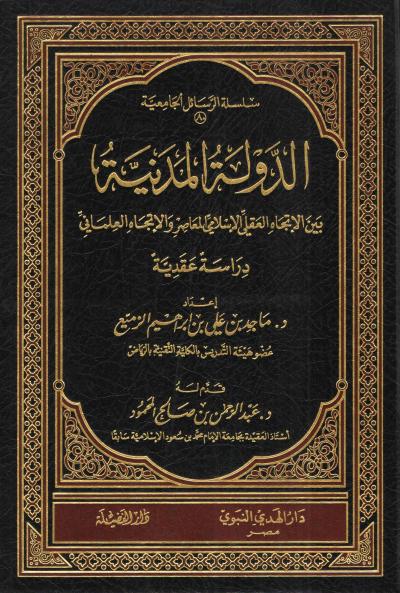 سلسلة الرسائل الجامعية
(٨٠)
الدولة المدنية
بين الاتجاه العقلي الإسلامي المعاصر والاتجاه العلماني
دراسة عقدية
إعداد
د. ماجد بن علي بن إبراهيم الزميع
عضو هيئة التدريس بالكلية التقنية بالرياض
قدم له
د. عبد الرحمن بن صالح المحمود
أستاذ العقيدة بجامعة الإمام محمد بن سعود الإسلامية سابقا
دار الهدي النبوي
مصر
دار الفضيلة